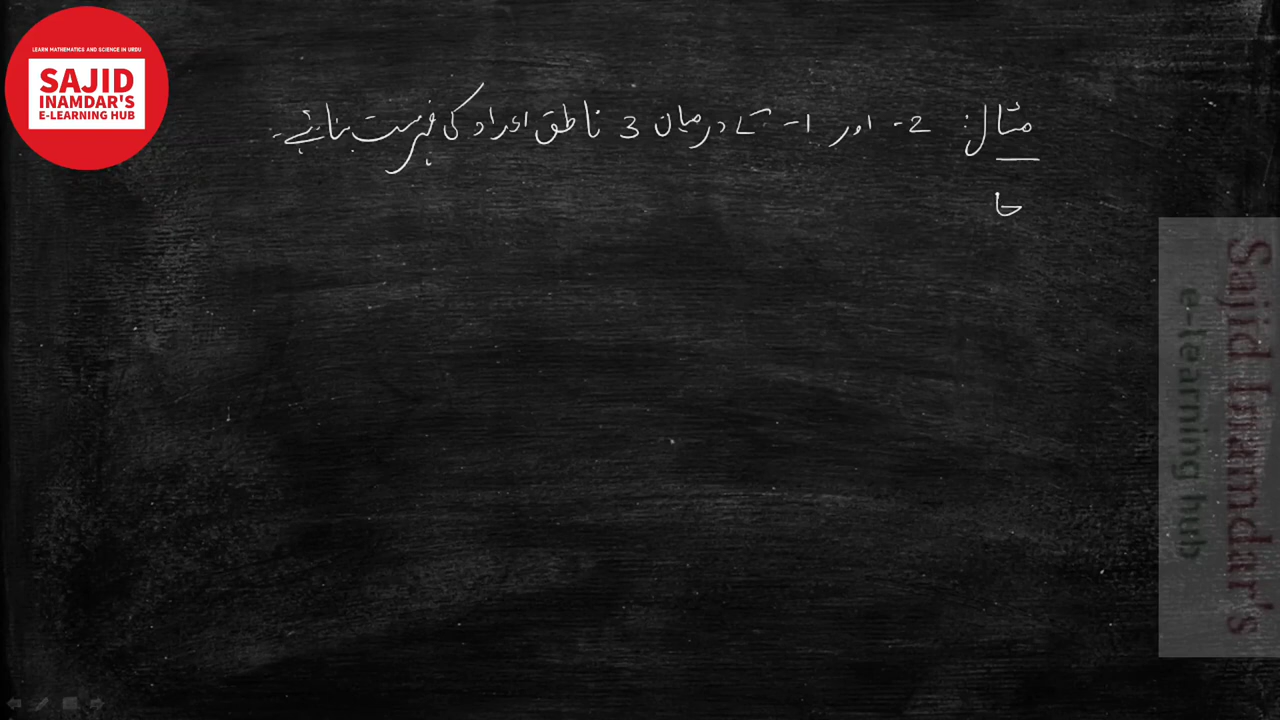 LEARN MATHEMATICS AND SCIENCE IN URDU
SAJID
INAMDAR'S
E-LEARNING HUB
مثال: 2- اور 1- کے درمیان 3 ناطق اعداد کی فہرست بنائیے۔
حا
Sajid Inamdar's
e-learning hub